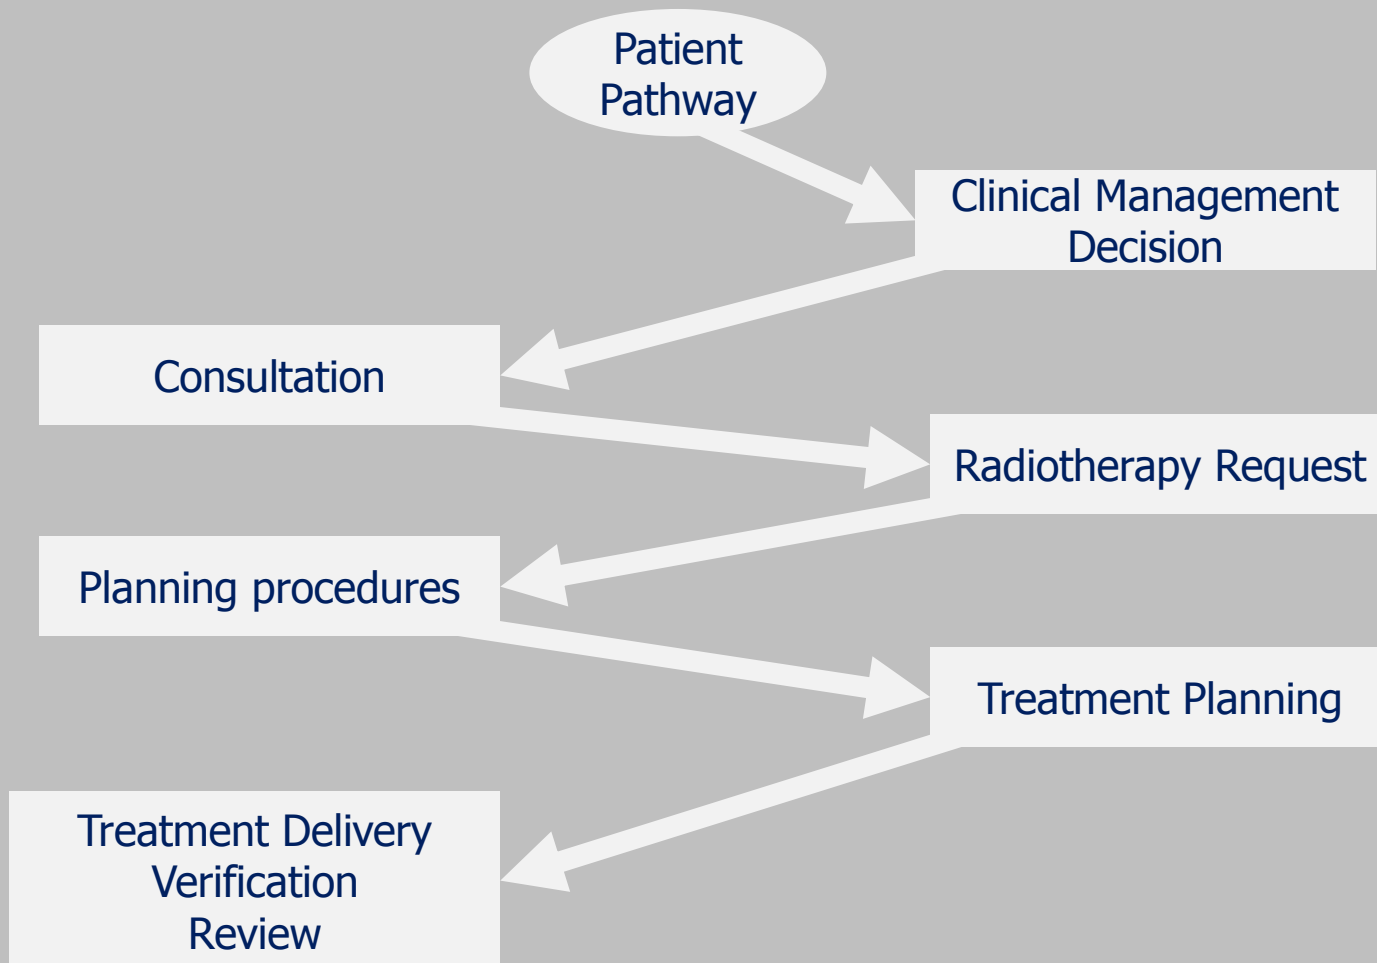 Patient
Pathway
Clinical Management
Decision
Consultation
Radiotherapy Request
Planning procedures
Treatment Planning
Treatment Delivery
Verification
Review